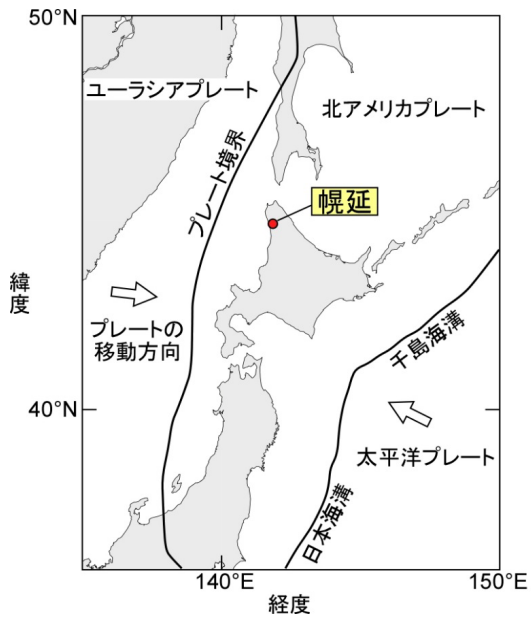 50°N
ユーラシアプレート
北アメリカプレート
プレート境界
幌延
緯度
プレートの
移動方向
千島海溝
40°N
太平洋プレート
日本海溝
140°E
150°E
経度